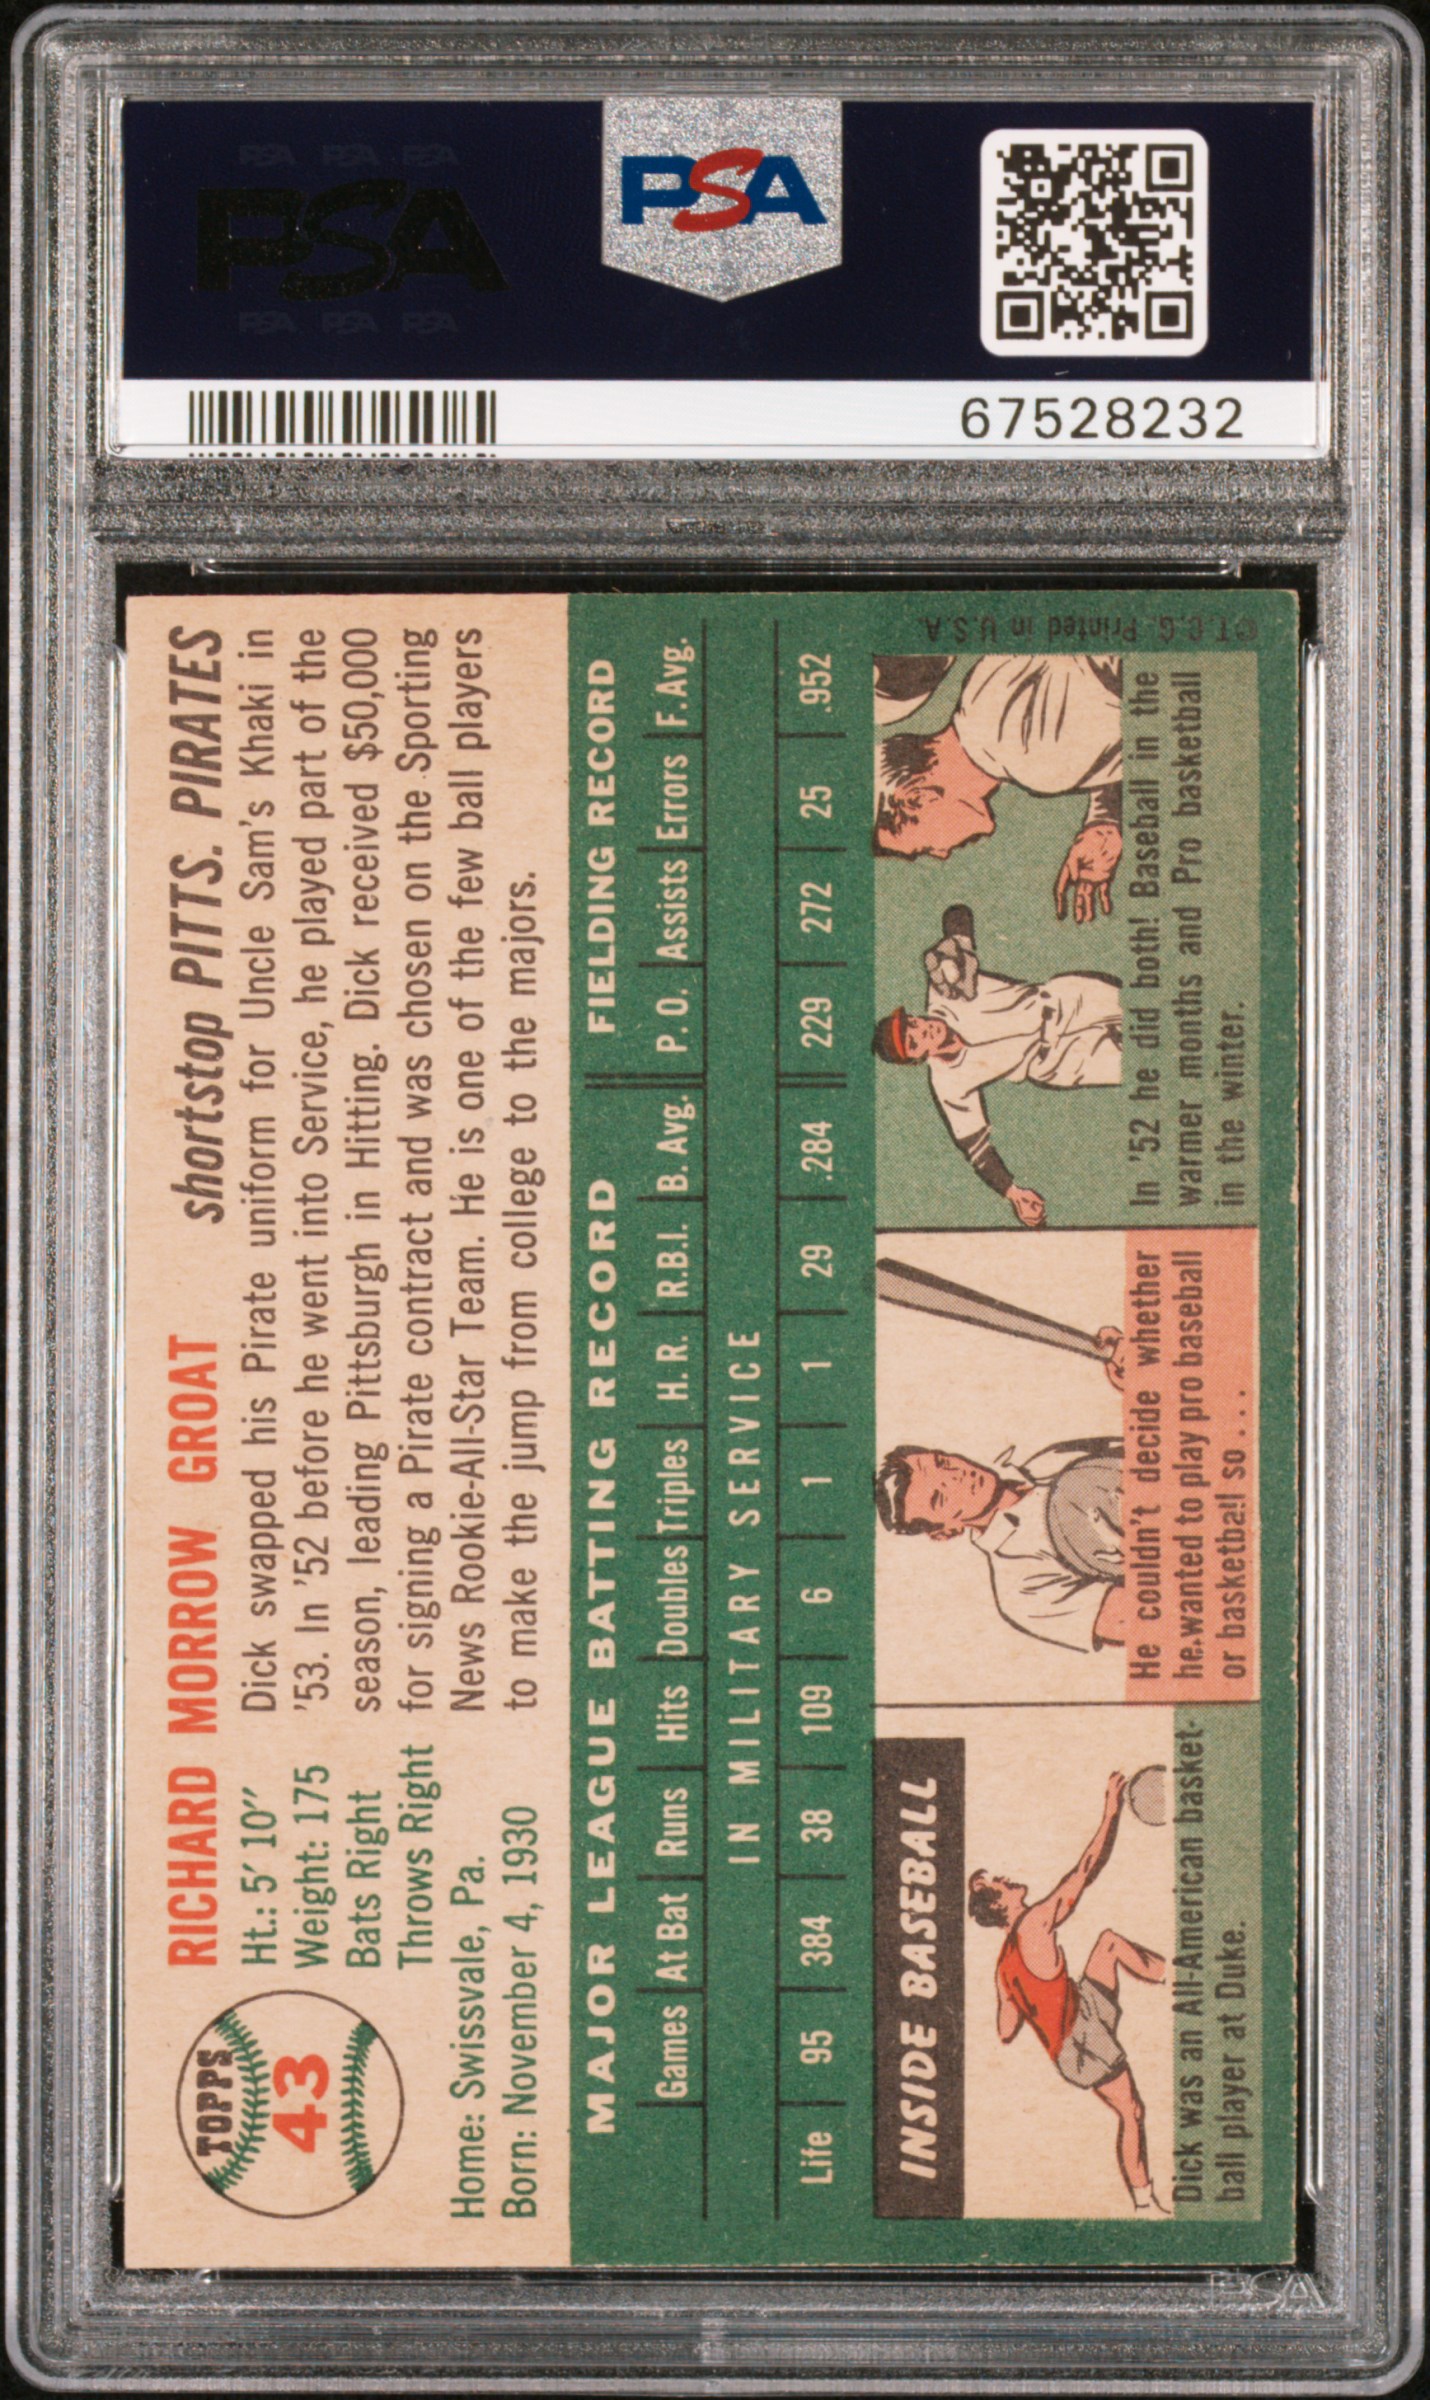 PSA PSA PSA
PSA
PSA PSA PSA
PSA
67528232
TOPPS
43
RICHARD MORROW GROAT shortstop PITTS. PIRATES
Ht.: 5' 10"
Weight: 175
Bats Right
Throws Right
Home: Swissvale, Pa.
Born: November 4, 1930
Dick swapped his Pirate uniform for Uncle Sam's Khaki in
'53. In '52 before he went into Service, he played part of the
season, leading Pittsburgh in Hitting. Dick received $50,000
for signing a Pirate contract and was chosen on the Sporting
News Rookie-All-Star Team. He is one of the few ball players
to make the jump from college to the majors.
MAJOR LEAGUE BATTING RECORD FIELDING RECORD
Games At Bat Runs Hits Doubles Triples H. R. R.B.I. B. Avg. P. O. Assists Errors F. Avg.
IN MILITARY SERVICE
Life 95 384 38 109 6 1 1 29 .284 229 272 25 .952
INSIDE BASEBALL
Dick was an All-American basket-
ball player at Duke.
He couldn't decide whether
he.wanted to play pro baseball
or basketball so . . .
In '52 he did both! Baseball in the
warmer months and Pro basketball
in the winter.
©T.C.G. Printed in U.S.A.
PSA